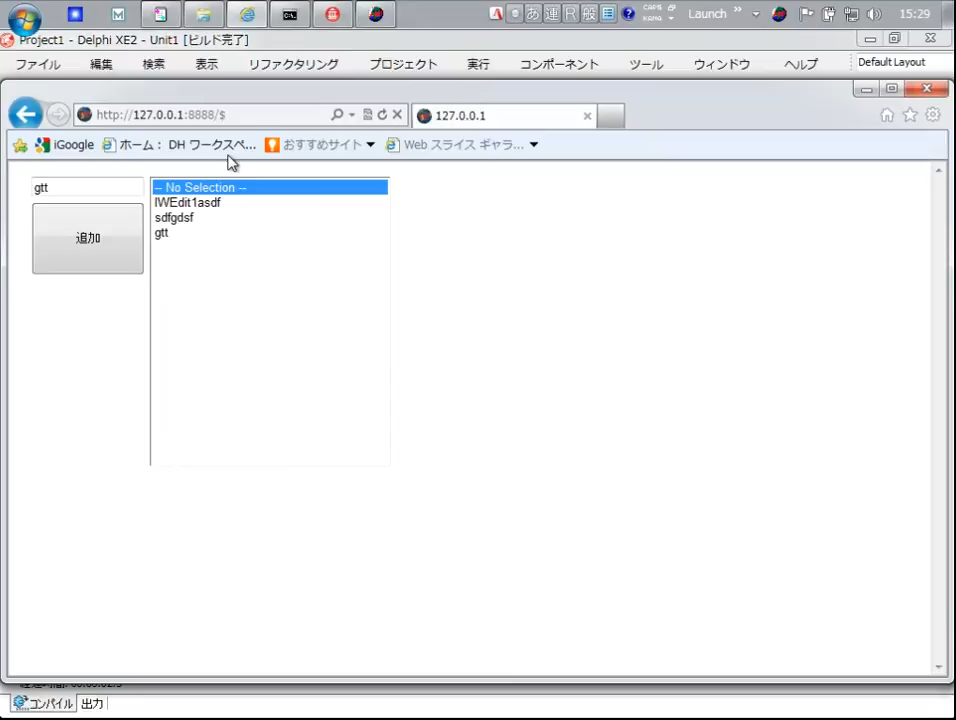 あ 連 R 般 CAPS KANA Launch » 15:29
Project1 - Delphi XE2 - Unit1 [ビルド完了]
ファイル 編集 検索 表示 リファクタリング プロジェクト 実行 コンポーネント ツール ウィンドウ ヘルプ Default Layout
http://127.0.0.1:8888/$ 127.0.0.1
iGoogle ホーム： DH ワークスペ... おすすめサイト Web スライス ギャラ...
gtt
-- No Selection --
IWEdit1asdf
sdfgdsf
gtt
追加
コンパイル 出力